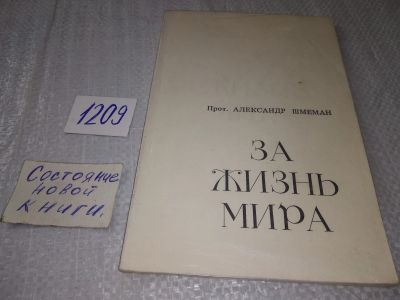 1209
Состояние
новой
книги.
Прот. АЛЕКСАНДР ШМЕМАН
ЗА
ЖИЗНЬ
МИРА